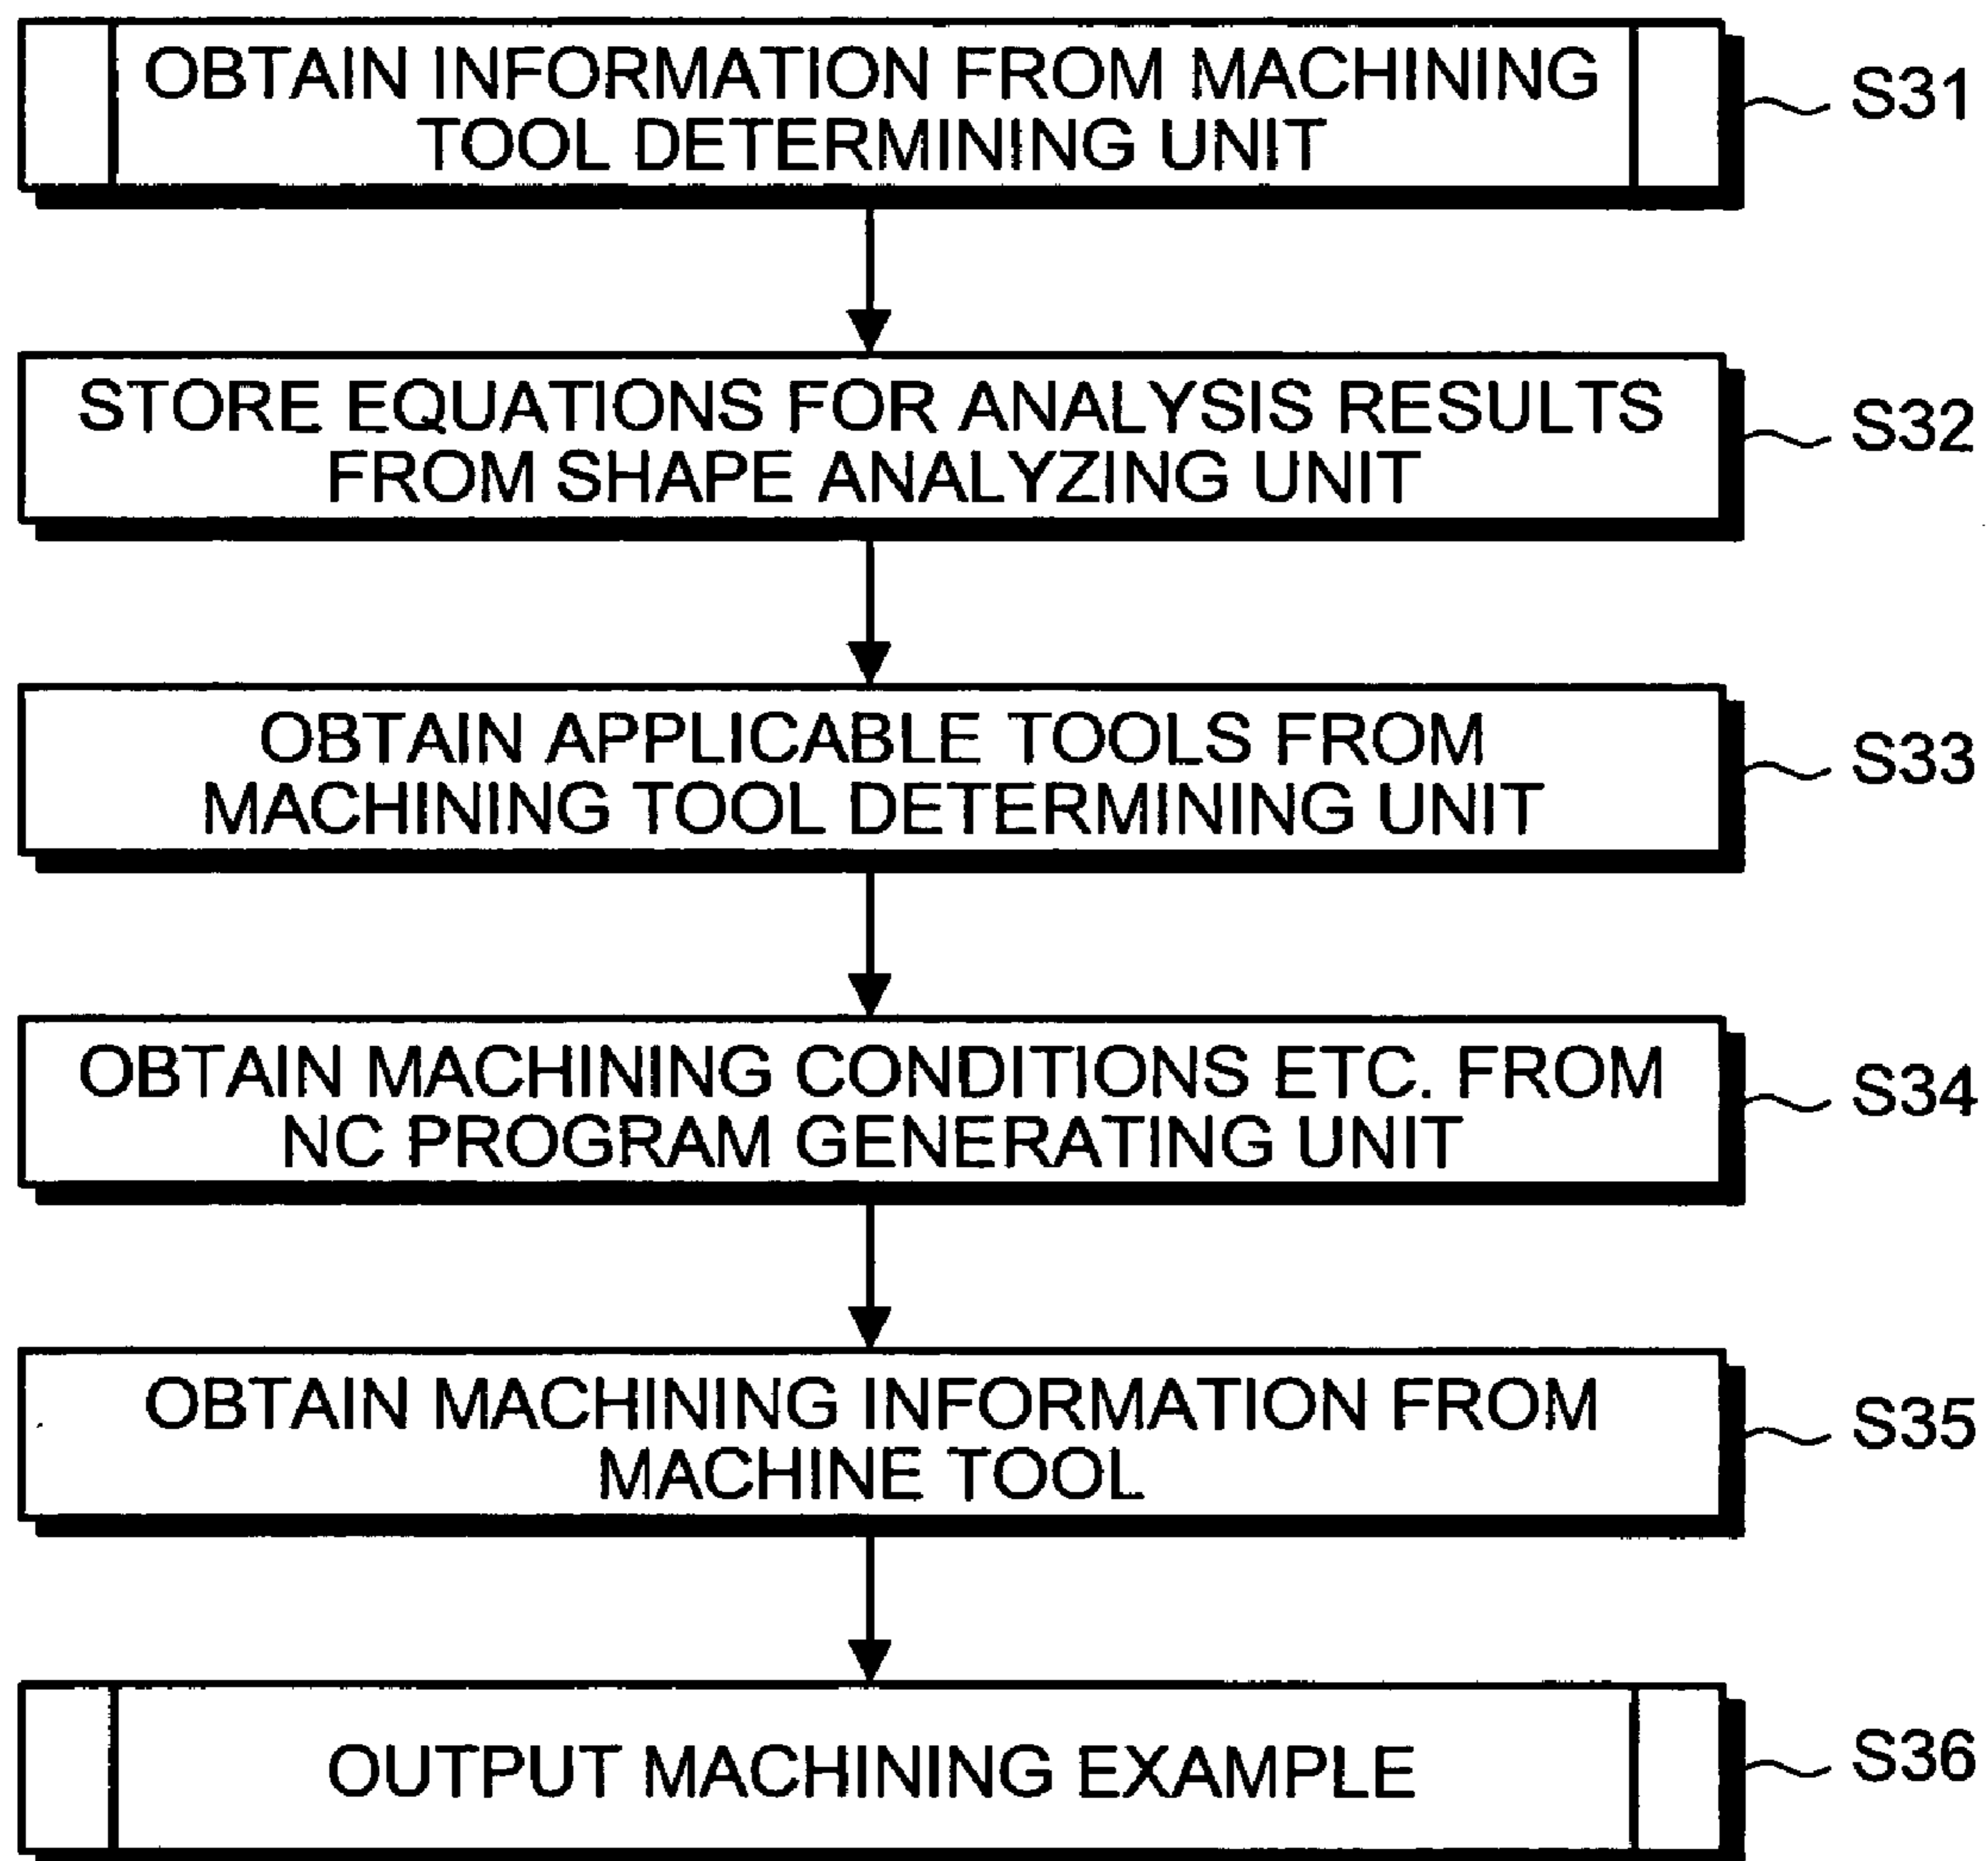 OBTAIN INFORMATION FROM MACHINING
TOOL DETERMINING UNIT
S31
STORE EQUATIONS FOR ANALYSIS RESULTS
FROM SHAPE ANALYZING UNIT
S32
OBTAIN APPLICABLE TOOLS FROM
MACHINING TOOL DETERMINING UNIT
S33
OBTAIN MACHINING CONDITIONS ETC. FROM
NC PROGRAM GENERATING UNIT
S34
OBTAIN MACHINING INFORMATION FROM
MACHINE TOOL
S35
OUTPUT MACHINING EXAMPLE
S36